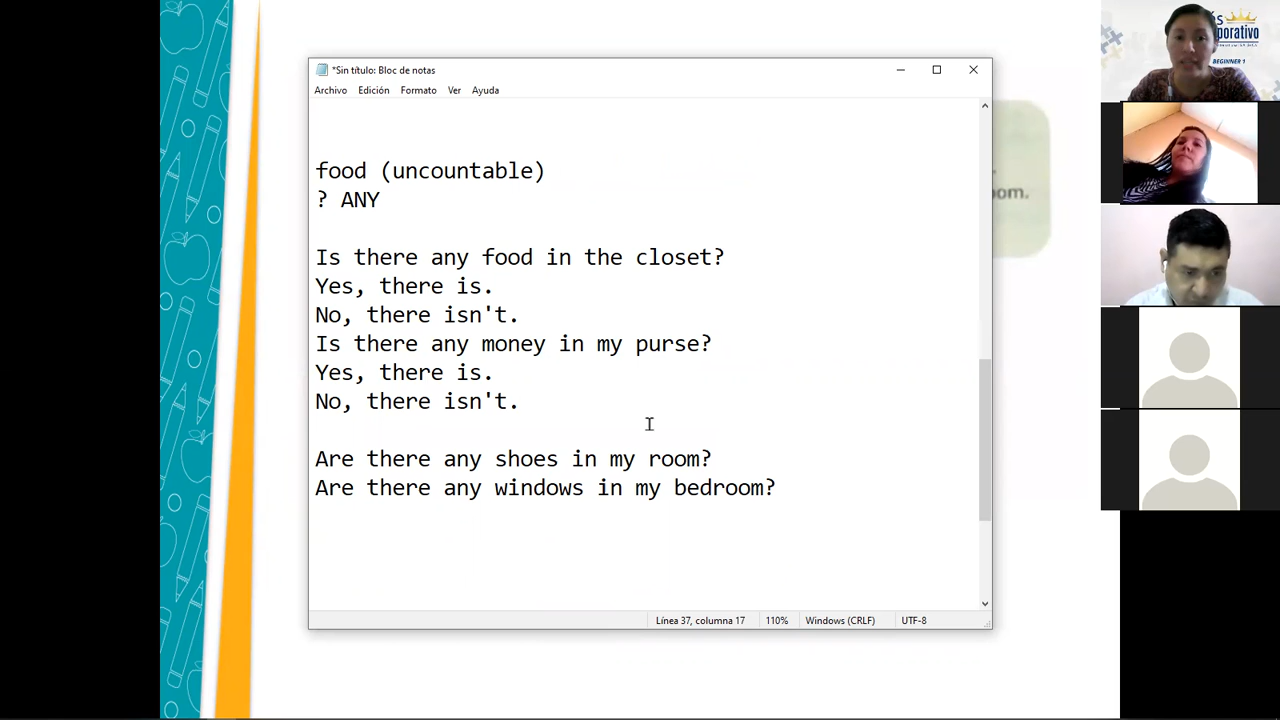 *Sin título: Bloc de notas
Archivo Edición Formato Ver Ayuda
food (uncountable)
? ANY
Is there any food in the closet?
Yes, there is.
No, there isn't.
Is there any money in my purse?
Yes, there is.
No, there isn't.
Are there any shoes in my room?
Are there any windows in my bedroom?
Línea 37, columna 17 110% Windows (CRLF) UTF-8
BEGINNER 1